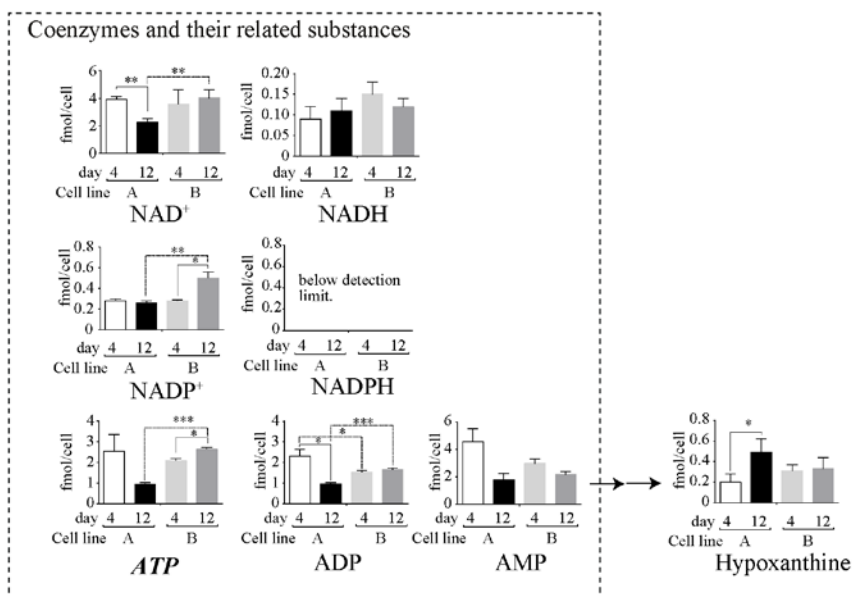 Coenzymes and their related substances
fmol/cell
6
4
2
0
** **
day 4 12 4 12
Cell line A B
NAD⁺
fmol/cell
0.20
0.15
0.10
0.05
0
day 4 12 4 12
Cell line A B
NADH
fmol/cell
0.8
0.6
0.4
0.2
0
**
*
day 4 12 4 12
Cell line A B
NADP⁺
fmol/cell
0.8
0.6
0.4
0.2
0
below detection
limit.
day 4 12 4 12
Cell line A B
NADPH
fmol/cell
4
3
2
1
0
***
*
day 4 12 4 12
Cell line A B
ATP
fmol/cell
4
3
2
1
0
***
*
*
day 4 12 4 12
Cell line A B
ADP
fmol/cell
6
4
2
0
day 4 12 4 12
Cell line A B
AMP
fmol/cell
0.8
0.6
0.4
0.2
0
*
day 4 12 4 12
Cell line A B
Hypoxanthine